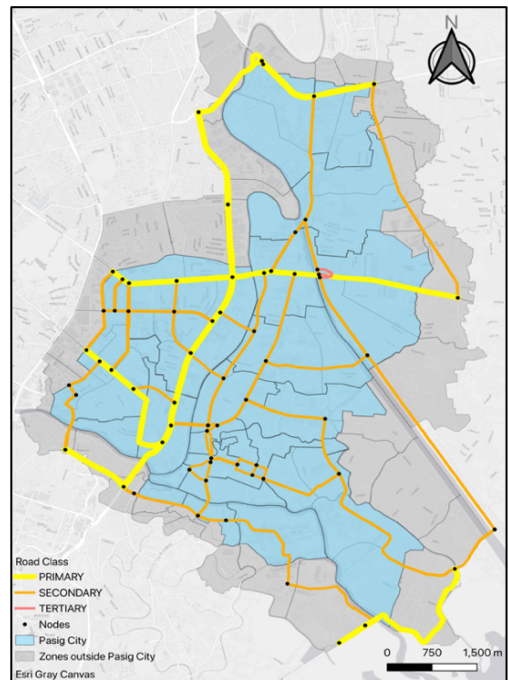 N
Road Class
PRIMARY
SECONDARY
TERTIARY
Nodes
Pasig City
Zones outside Pasig City
Esri Gray Canvas
0 750 1,500 m